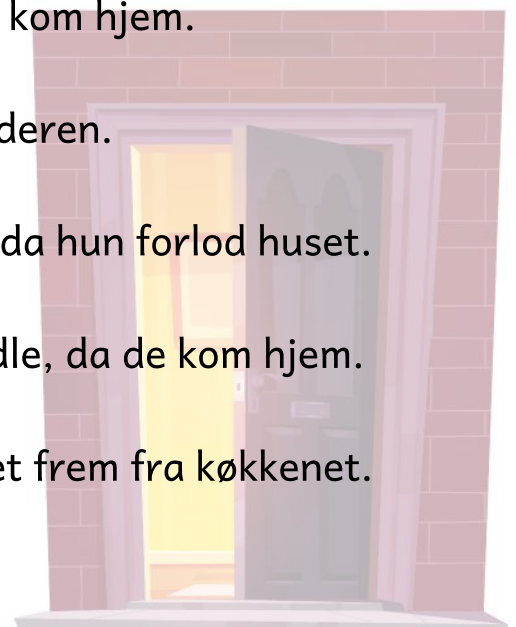 kom hjem.
deren.
da hun forlod huset.
dle, da de kom hjem.
et frem fra køkkenet.